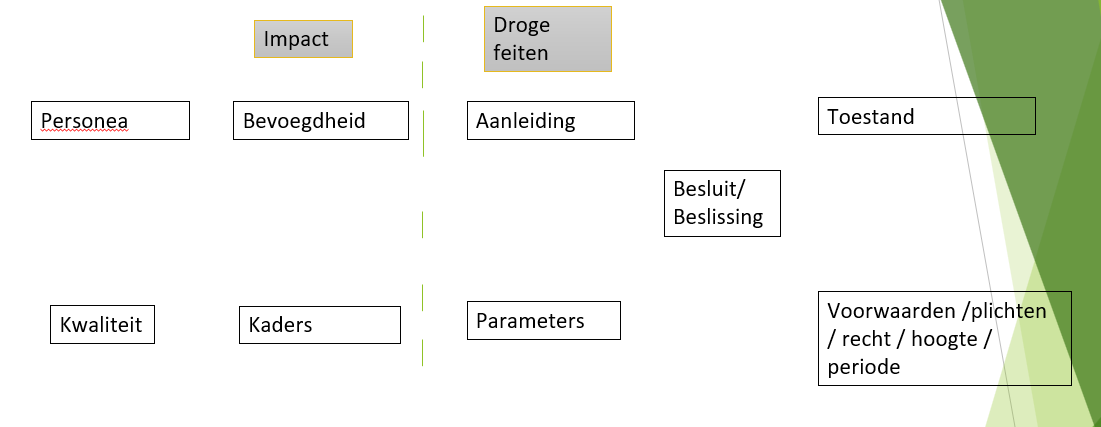 Impact
Droge
feiten
Personea
Bevoegdheid
Aanleiding
Toestand
Besluit/
Beslissing
Kwaliteit
Kaders
Parameters
Voorwaarden /plichten
/ recht / hoogte /
periode